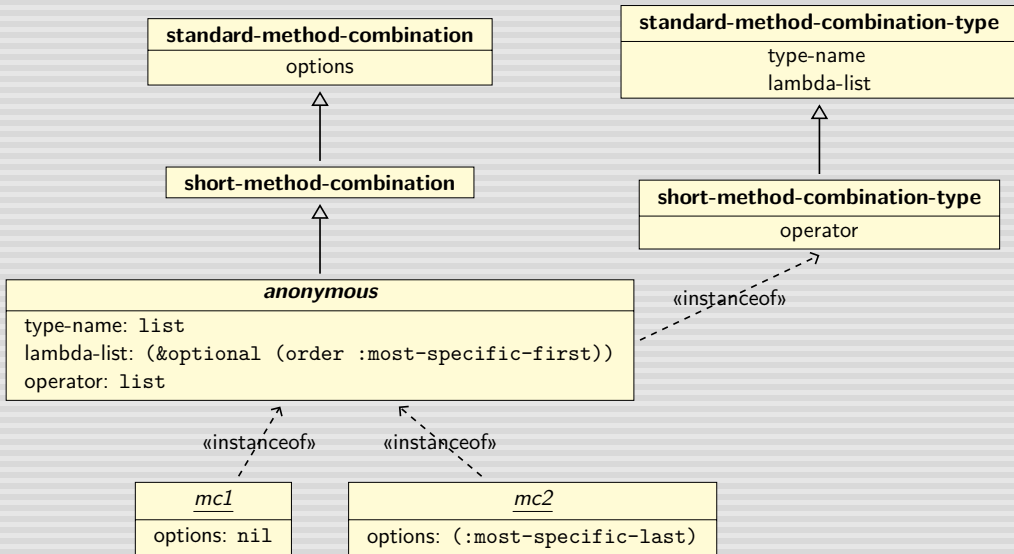 standard-method-combination
options
standard-method-combination-type
type-name
lambda-list
short-method-combination
short-method-combination-type
operator
anonymous
type-name: list
lambda-list: (&optional (order :most-specific-first))
operator: list
«instanceof»
«instanceof»
«instanceof»
mc1
options: nil
mc2
options: (:most-specific-last)